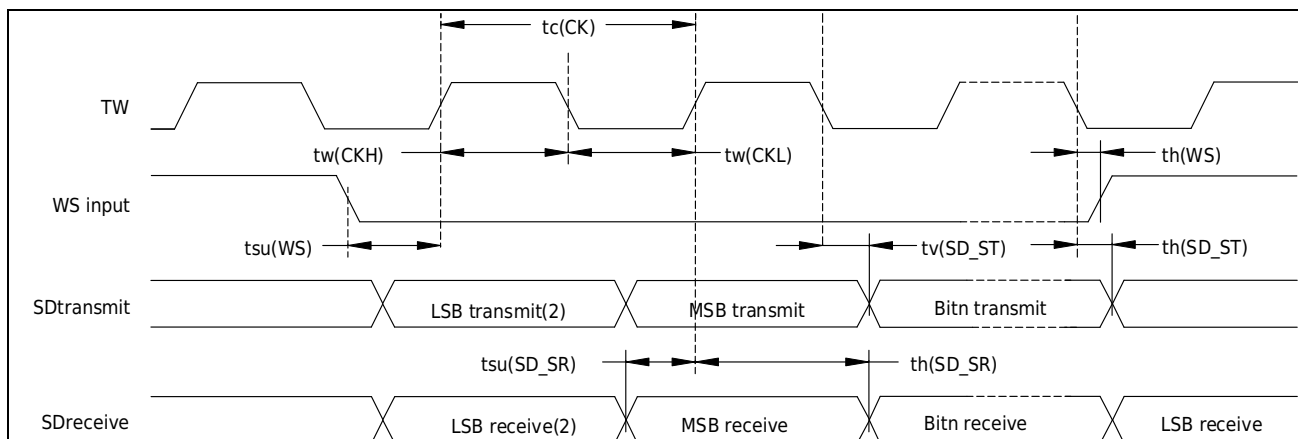 tc(CK)
TW
tw(CKH)
tw(CKL)
th(WS)
WS input
tsu(WS)
tv(SD_ST)
th(SD_ST)
SDtransmit
LSB transmit(2)
MSB transmit
Bitn transmit
tsu(SD_SR)
th(SD_SR)
SDreceive
LSB receive(2)
MSB receive
Bitn receive
LSB receive